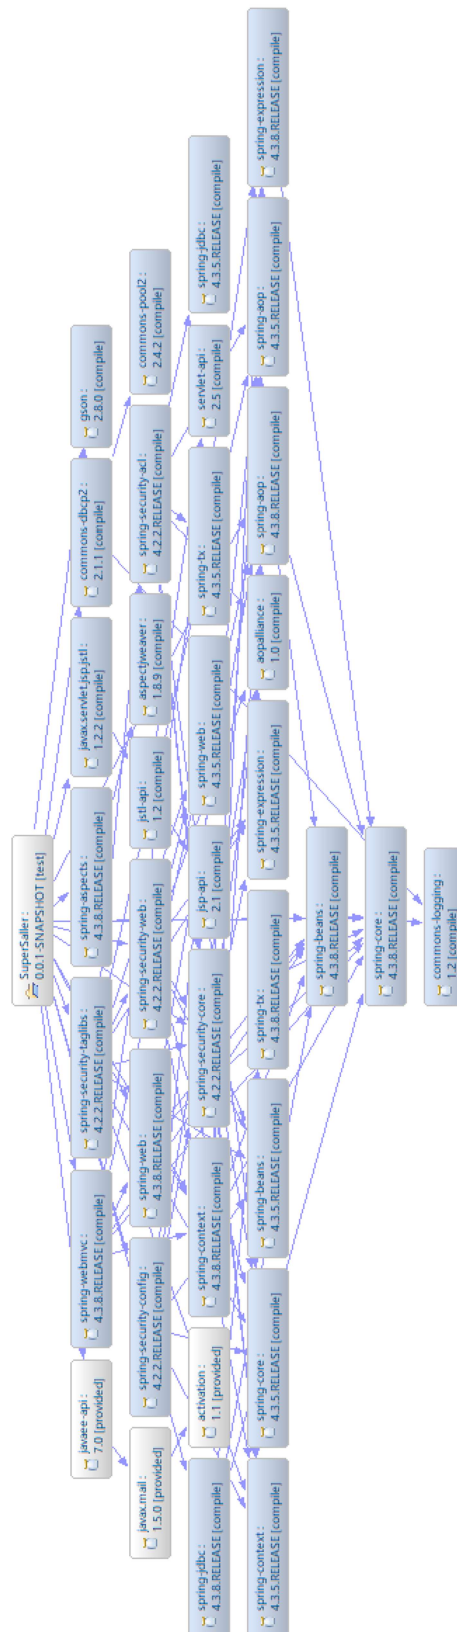 SuperSaller :
0.0.1-SNAPSHOT [test]
javaee-api :
7.0 [provided]
spring-webmvc :
4.3.8.RELEASE [compile]
spring-security-taglibs :
4.2.2.RELEASE [compile]
spring-aspects :
4.3.8.RELEASE [compile]
javax.servlet.jsp.jstl :
1.2.2 [compile]
commons-dbcp2 :
2.1.1 [compile]
gson :
2.8.0 [compile]
javax.mail :
1.5.0 [provided]
spring-security-config :
4.2.2.RELEASE [compile]
spring-web :
4.3.8.RELEASE [compile]
spring-security-web :
4.2.2.RELEASE [compile]
jstl-api :
1.2 [compile]
aspectjweaver :
1.8.9 [compile]
spring-security-acl :
4.2.2.RELEASE [compile]
commons-pool2 :
2.4.2 [compile]
spring-jdbc :
4.3.8.RELEASE [compile]
activation :
1.1 [provided]
spring-context :
4.3.8.RELEASE [compile]
spring-security-core :
4.2.2.RELEASE [compile]
jsp-api :
2.1 [compile]
spring-web :
4.3.5.RELEASE [compile]
spring-tx :
4.3.5.RELEASE [compile]
servlet-api :
2.5 [compile]
spring-jdbc :
4.3.5.RELEASE [compile]
spring-context :
4.3.5.RELEASE [compile]
spring-core :
4.3.5.RELEASE [compile]
spring-beans :
4.3.5.RELEASE [compile]
spring-tx :
4.3.8.RELEASE [compile]
spring-expression :
4.3.5.RELEASE [compile]
aopalliance :
1.0 [compile]
spring-aop :
4.3.8.RELEASE [compile]
spring-aop :
4.3.5.RELEASE [compile]
spring-expression :
4.3.8.RELEASE [compile]
spring-beans :
4.3.8.RELEASE [compile]
spring-core :
4.3.8.RELEASE [compile]
commons-logging :
1.2 [compile]